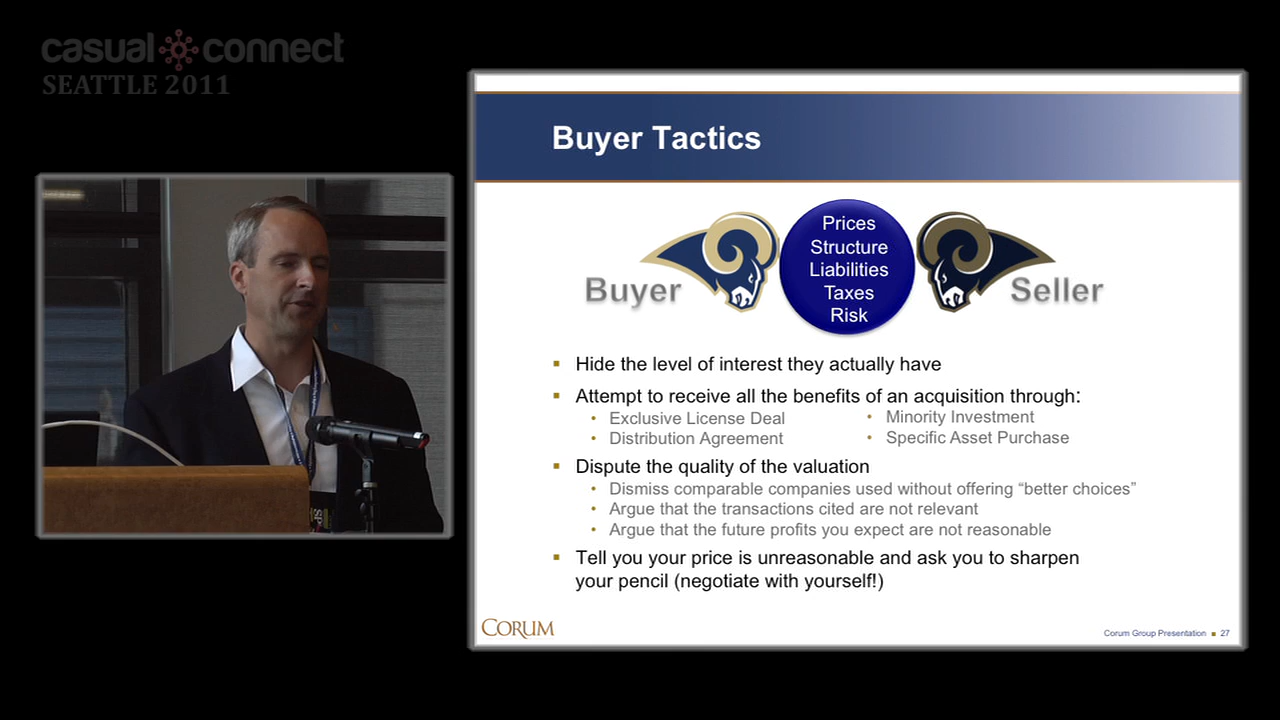 casual connect
SEATTLE 2011
Buyer Tactics
Prices
Structure
Liabilities
Taxes
Risk
Buyer
Seller
▪ Hide the level of interest they actually have
▪ Attempt to receive all the benefits of an acquisition through:
• Exclusive License Deal
• Minority Investment
• Distribution Agreement
• Specific Asset Purchase
▪ Dispute the quality of the valuation
• Dismiss comparable companies used without offering “better choices”
• Argue that the transactions cited are not relevant
• Argue that the future profits you expect are not reasonable
▪ Tell you your price is unreasonable and ask you to sharpen
your pencil (negotiate with yourself!)
CORUM
Corum Group Presentation ▪ 27